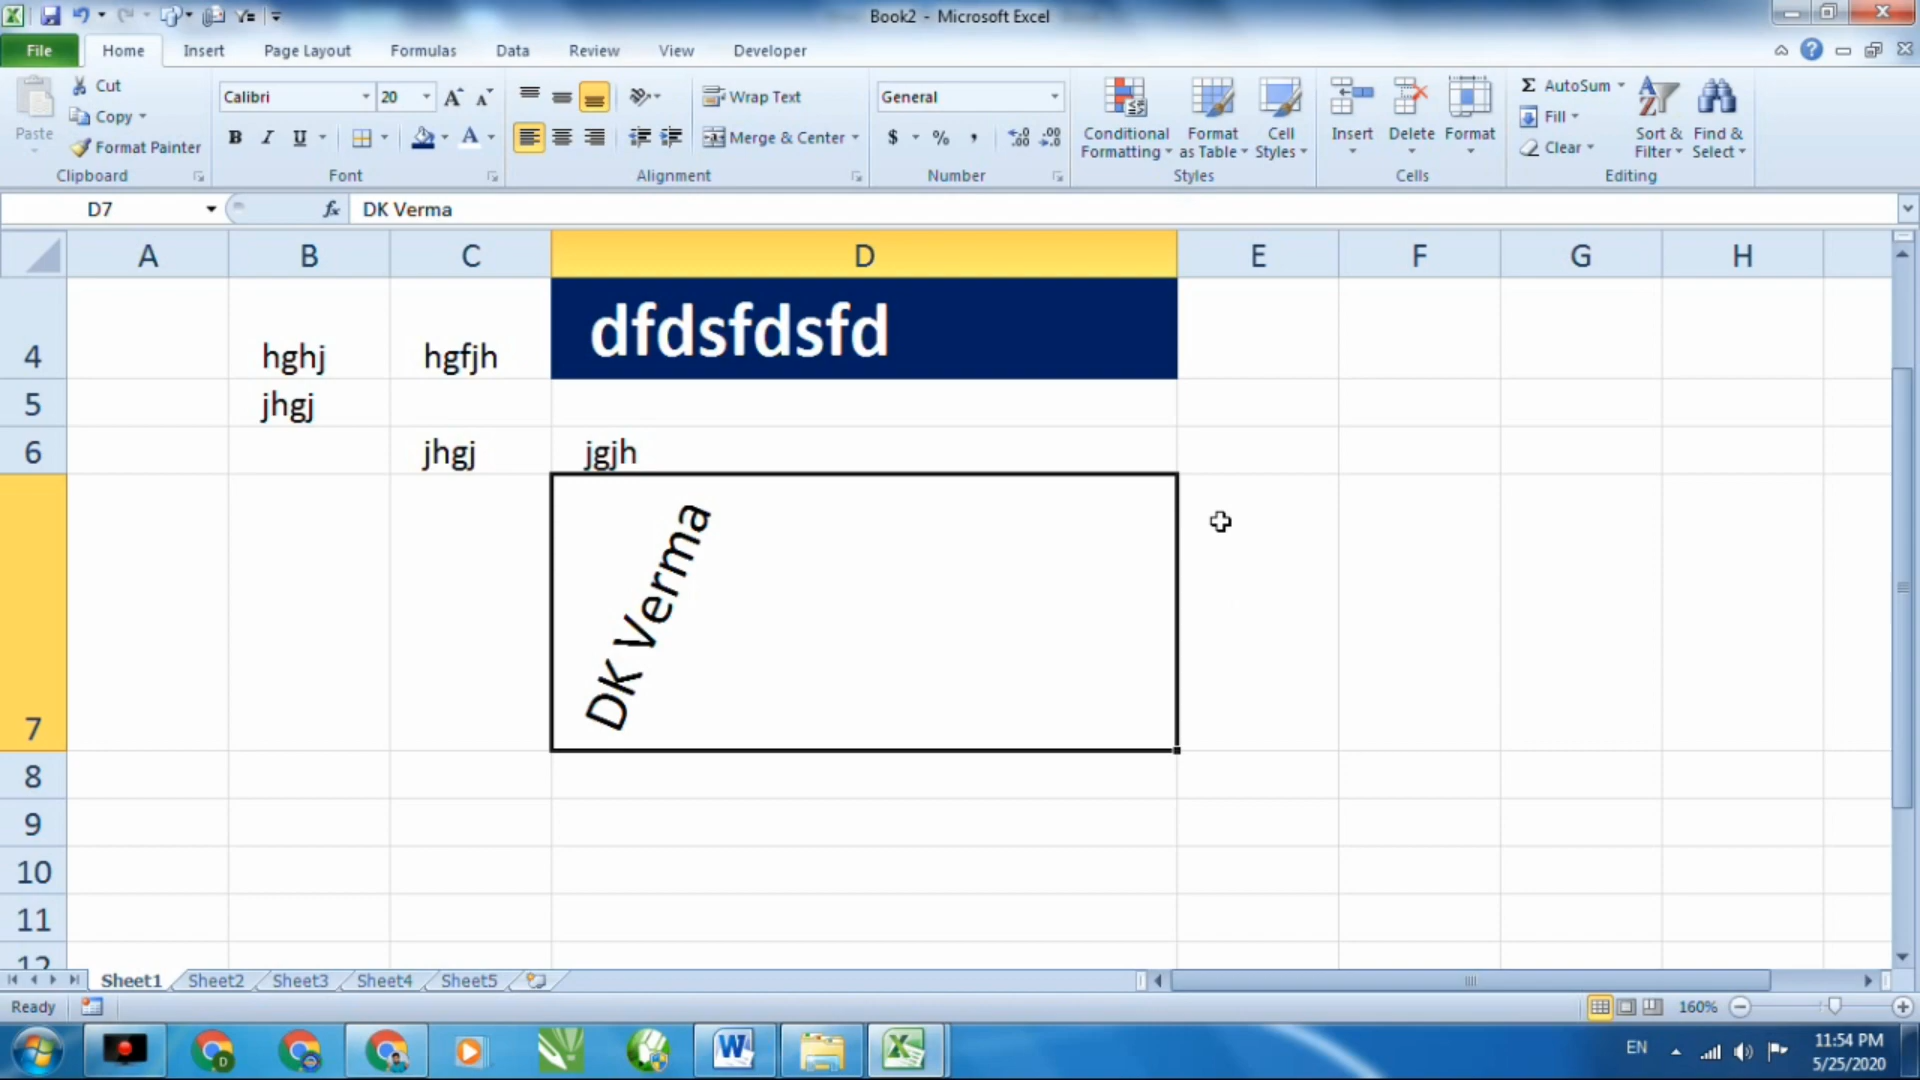 Book2 - Microsoft Excel
File Home Insert Page Layout Formulas Data Review View Developer
Paste
Cut
Copy
Format Painter
Clipboard
Calibri 20
B I U
Font
Wrap Text
Merge & Center
Alignment
General
$ % ,
Number
Conditional Formatting
Format as Table
Cell Styles
Styles
Insert Delete Format
Cells
Σ AutoSum
Fill
Clear
Sort & Filter
Find & Select
Editing
D7 fx DK Verma
A B C D E F G H
4 hghj hgfjh dfdsfdsfd
5 jhgj
6 jhgj jgjh
7 DK Verma
8
9
10
11
12
Sheet1 Sheet2 Sheet3 Sheet4 Sheet5
Ready 160%
EN 11:54 PM
5/25/2020